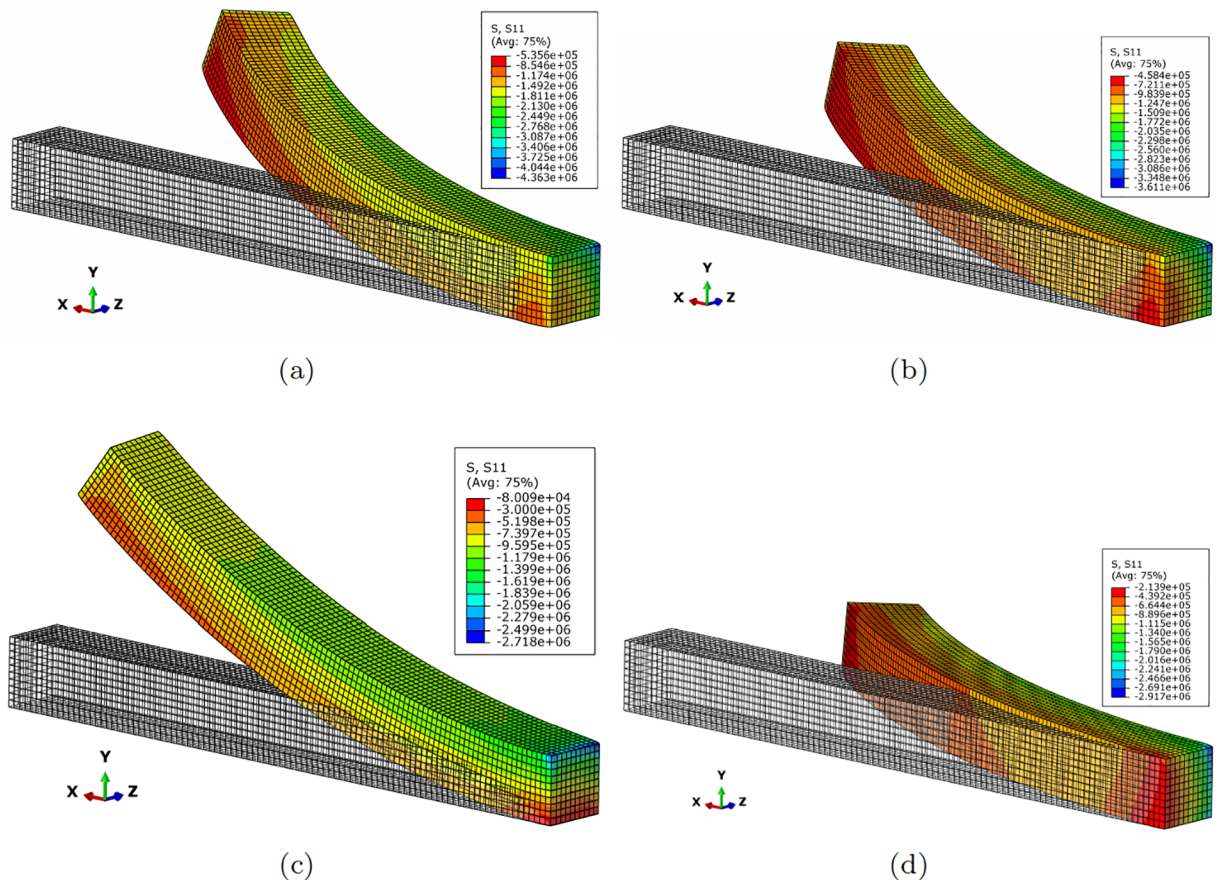 S, S11
(Avg: 75%)
-5.356e+05
-8.546e+05
-1.174e+06
-1.492e+06
-1.811e+06
-2.130e+06
-2.449e+06
-2.768e+06
-3.087e+06
-3.406e+06
-3.725e+06
-4.044e+06
-4.363e+06
Y
X
Z
(a)
S, S11
(Avg: 75%)
-4.584e+05
-7.211e+05
-9.839e+05
-1.247e+06
-1.509e+06
-1.772e+06
-2.035e+06
-2.298e+06
-2.560e+06
-2.823e+06
-3.086e+06
-3.348e+06
-3.611e+06
Y
X
Z
(b)
S, S11
(Avg: 75%)
-8.009e+04
-3.000e+05
-5.198e+05
-7.397e+05
-9.595e+05
-1.179e+06
-1.399e+06
-1.619e+06
-1.839e+06
-2.059e+06
-2.279e+06
-2.499e+06
-2.718e+06
Y
X
Z
(c)
S, S11
(Avg: 75%)
-2.139e+05
-4.392e+05
-6.644e+05
-8.896e+05
-1.115e+06
-1.340e+06
-1.565e+06
-1.790e+06
-2.016e+06
-2.241e+06
-2.466e+06
-2.691e+06
-2.917e+06
Y
X
Z
(d)